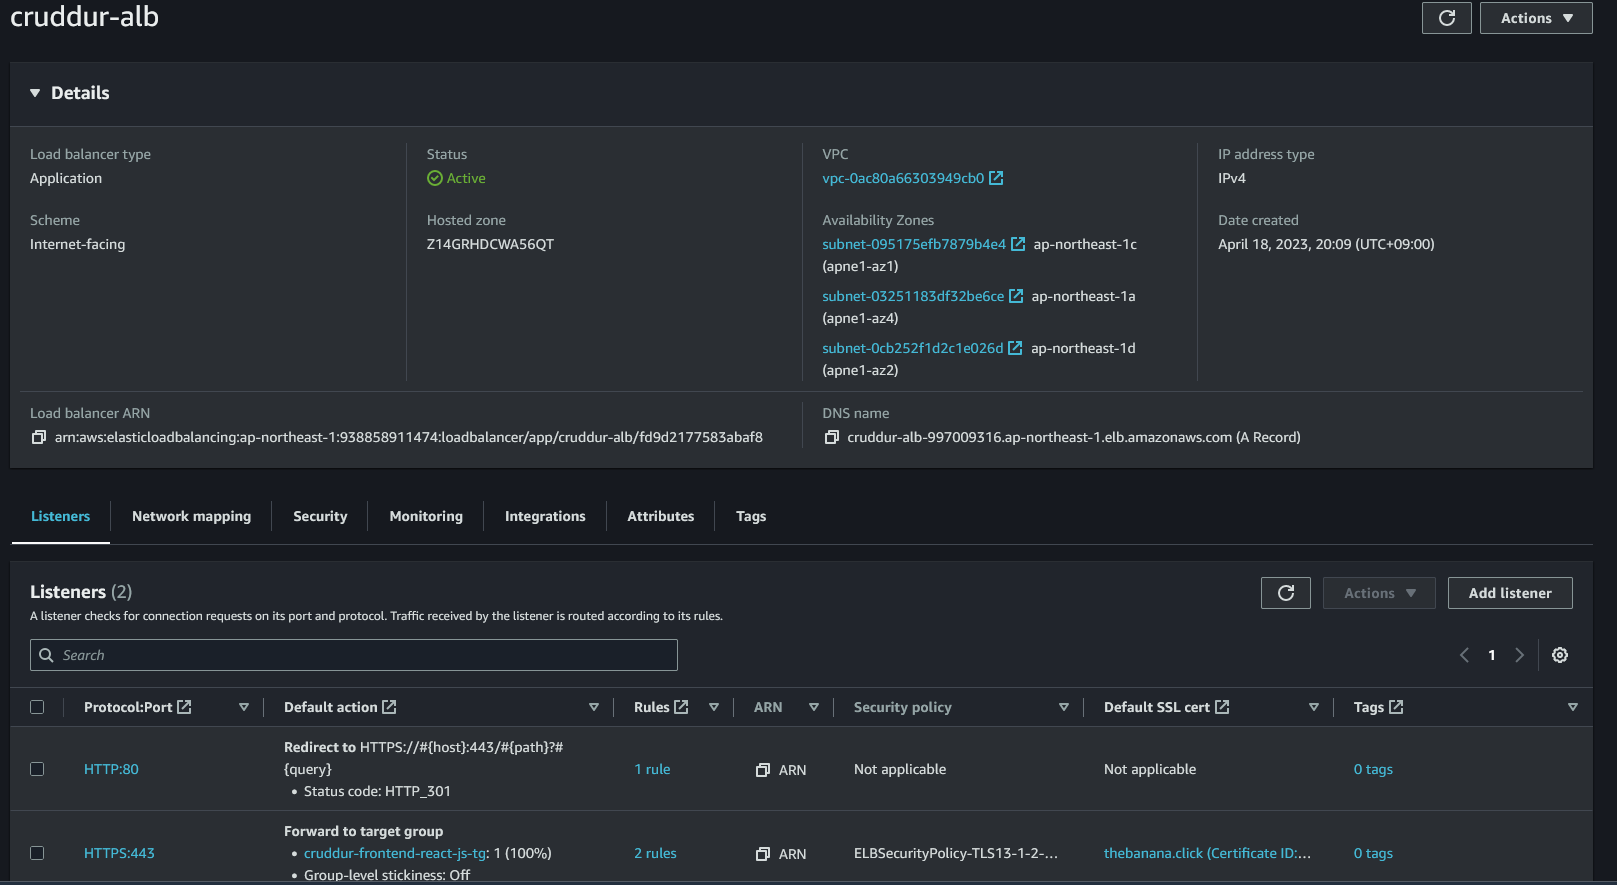 cruddur-alb
Actions
Details
Load balancer type
Application
Status
Active
VPC
vpc-0ac80a66303949cb0
IP address type
IPv4
Scheme
Internet-facing
Hosted zone
Z14GRHDCWA56QT
Availability Zones
subnet-095175efb7879b4e4 ap-northeast-1c
(apne1-az1)
subnet-03251183df32be6ce ap-northeast-1a
(apne1-az4)
subnet-0cb252f1d2c1e026d ap-northeast-1d
(apne1-az2)
Date created
April 18, 2023, 20:09 (UTC+09:00)
Load balancer ARN
arn:aws:elasticloadbalancing:ap-northeast-1:938858911474:loadbalancer/app/cruddur-alb/fd9d2177583abaf8
DNS name
cruddur-alb-997009316.ap-northeast-1.elb.amazonaws.com (A Record)
Listeners Network mapping Security Monitoring Integrations Attributes Tags
Listeners (2)
A listener checks for connection requests on its port and protocol. Traffic received by the listener is routed according to its rules.
Actions
Add listener
Search
1
Protocol:Port Default action Rules ARN Security policy Default SSL cert Tags
HTTP:80
Redirect to HTTPS://#{host}:443/#{path}?#
{query}
• Status code: HTTP_301
1 rule
ARN
Not applicable
Not applicable
0 tags
HTTPS:443
Forward to target group
• cruddur-frontend-react-js-tg: 1 (100%)
• Group-level stickiness: Off
2 rules
ARN
ELBSecurityPolicy-TLS13-1-2-...
thebanana.click (Certificate ID:...
0 tags